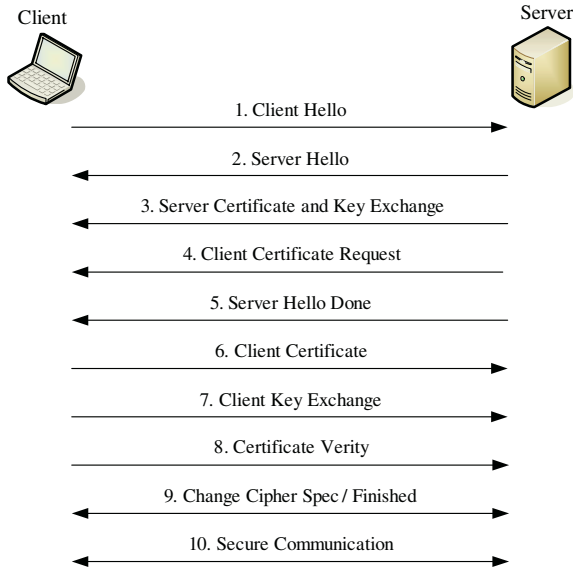 Client
Server
1. Client Hello
2. Server Hello
3. Server Certificate and Key Exchange
4. Client Certificate Request
5. Server Hello Done
6. Client Certificate
7. Client Key Exchange
8. Certificate Verity
9. Change Cipher Spec / Finished
10. Secure Communication